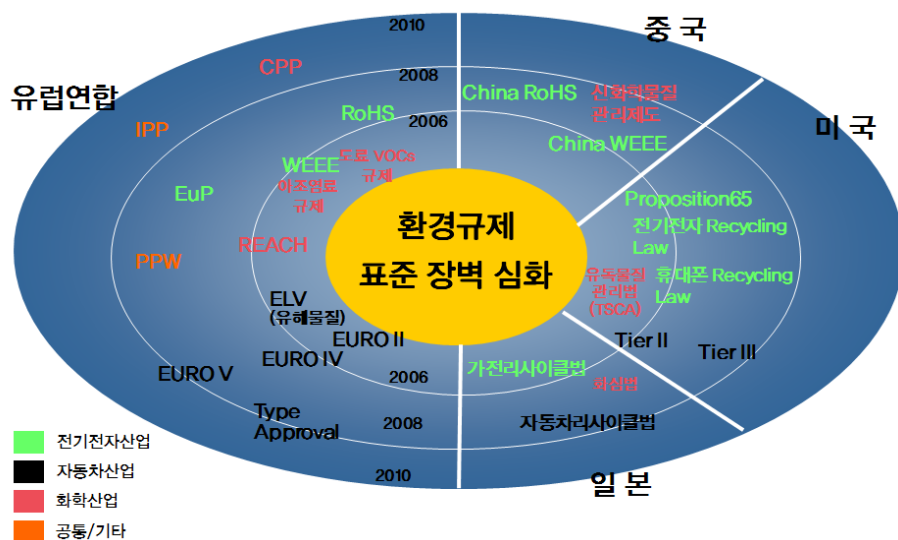 2010
중 국
CPP
2008
유럽연합
China RoHS
신화학물질
관리제도
RoHS
2006
IPP
미 국
China WEEE
도료 VOCs
규제
WEEE
이조염료
규제
EuP
Proposition65
환경규제
표준 장벽 심화
전기전자 Recycling
Law
REACH
PPW
유독물질
관리법
(TSCA)
휴대폰 Recycling
Law
ELV
(유해물질)
EURO II
Tier II
Tier III
EURO IV
EURO V
가전리사이클법
2006
화심법
Type
Approval
2008
자동차리사이클법
2010
일 본
전기전자산업
자동차산업
화학산업
공통/기타